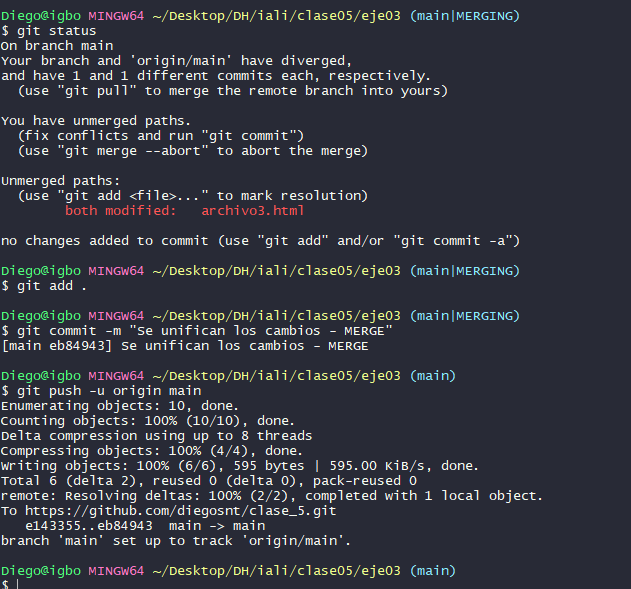 Diego@igbo MINGW64 ~/Desktop/DH/iali/clase05/eje03 (main|MERGING)
$ git status
On branch main
Your branch and 'origin/main' have diverged,
and have 1 and 1 different commits each, respectively.
  (use "git pull" to merge the remote branch into yours)

You have unmerged paths.
  (fix conflicts and run "git commit")
  (use "git merge --abort" to abort the merge)

Unmerged paths:
  (use "git add <file>..." to mark resolution)
        both modified:   archivo3.html

no changes added to commit (use "git add" and/or "git commit -a")

Diego@igbo MINGW64 ~/Desktop/DH/iali/clase05/eje03 (main|MERGING)
$ git add .

Diego@igbo MINGW64 ~/Desktop/DH/iali/clase05/eje03 (main|MERGING)
$ git commit -m "Se unifican los cambios - MERGE"
[main eb84943] Se unifican los cambios - MERGE

Diego@igbo MINGW64 ~/Desktop/DH/iali/clase05/eje03 (main)
$ git push -u origin main
Enumerating objects: 10, done.
Counting objects: 100% (10/10), done.
Delta compression using up to 8 threads
Compressing objects: 100% (4/4), done.
Writing objects: 100% (6/6), 595 bytes | 595.00 KiB/s, done.
Total 6 (delta 2), reused 0 (delta 0), pack-reused 0
remote: Resolving deltas: 100% (2/2), completed with 1 local object.
To https://github.com/diegosnt/clase_5.git
   e143355..eb84943  main -> main
branch 'main' set up to track 'origin/main'.

Diego@igbo MINGW64 ~/Desktop/DH/iali/clase05/eje03 (main)
$